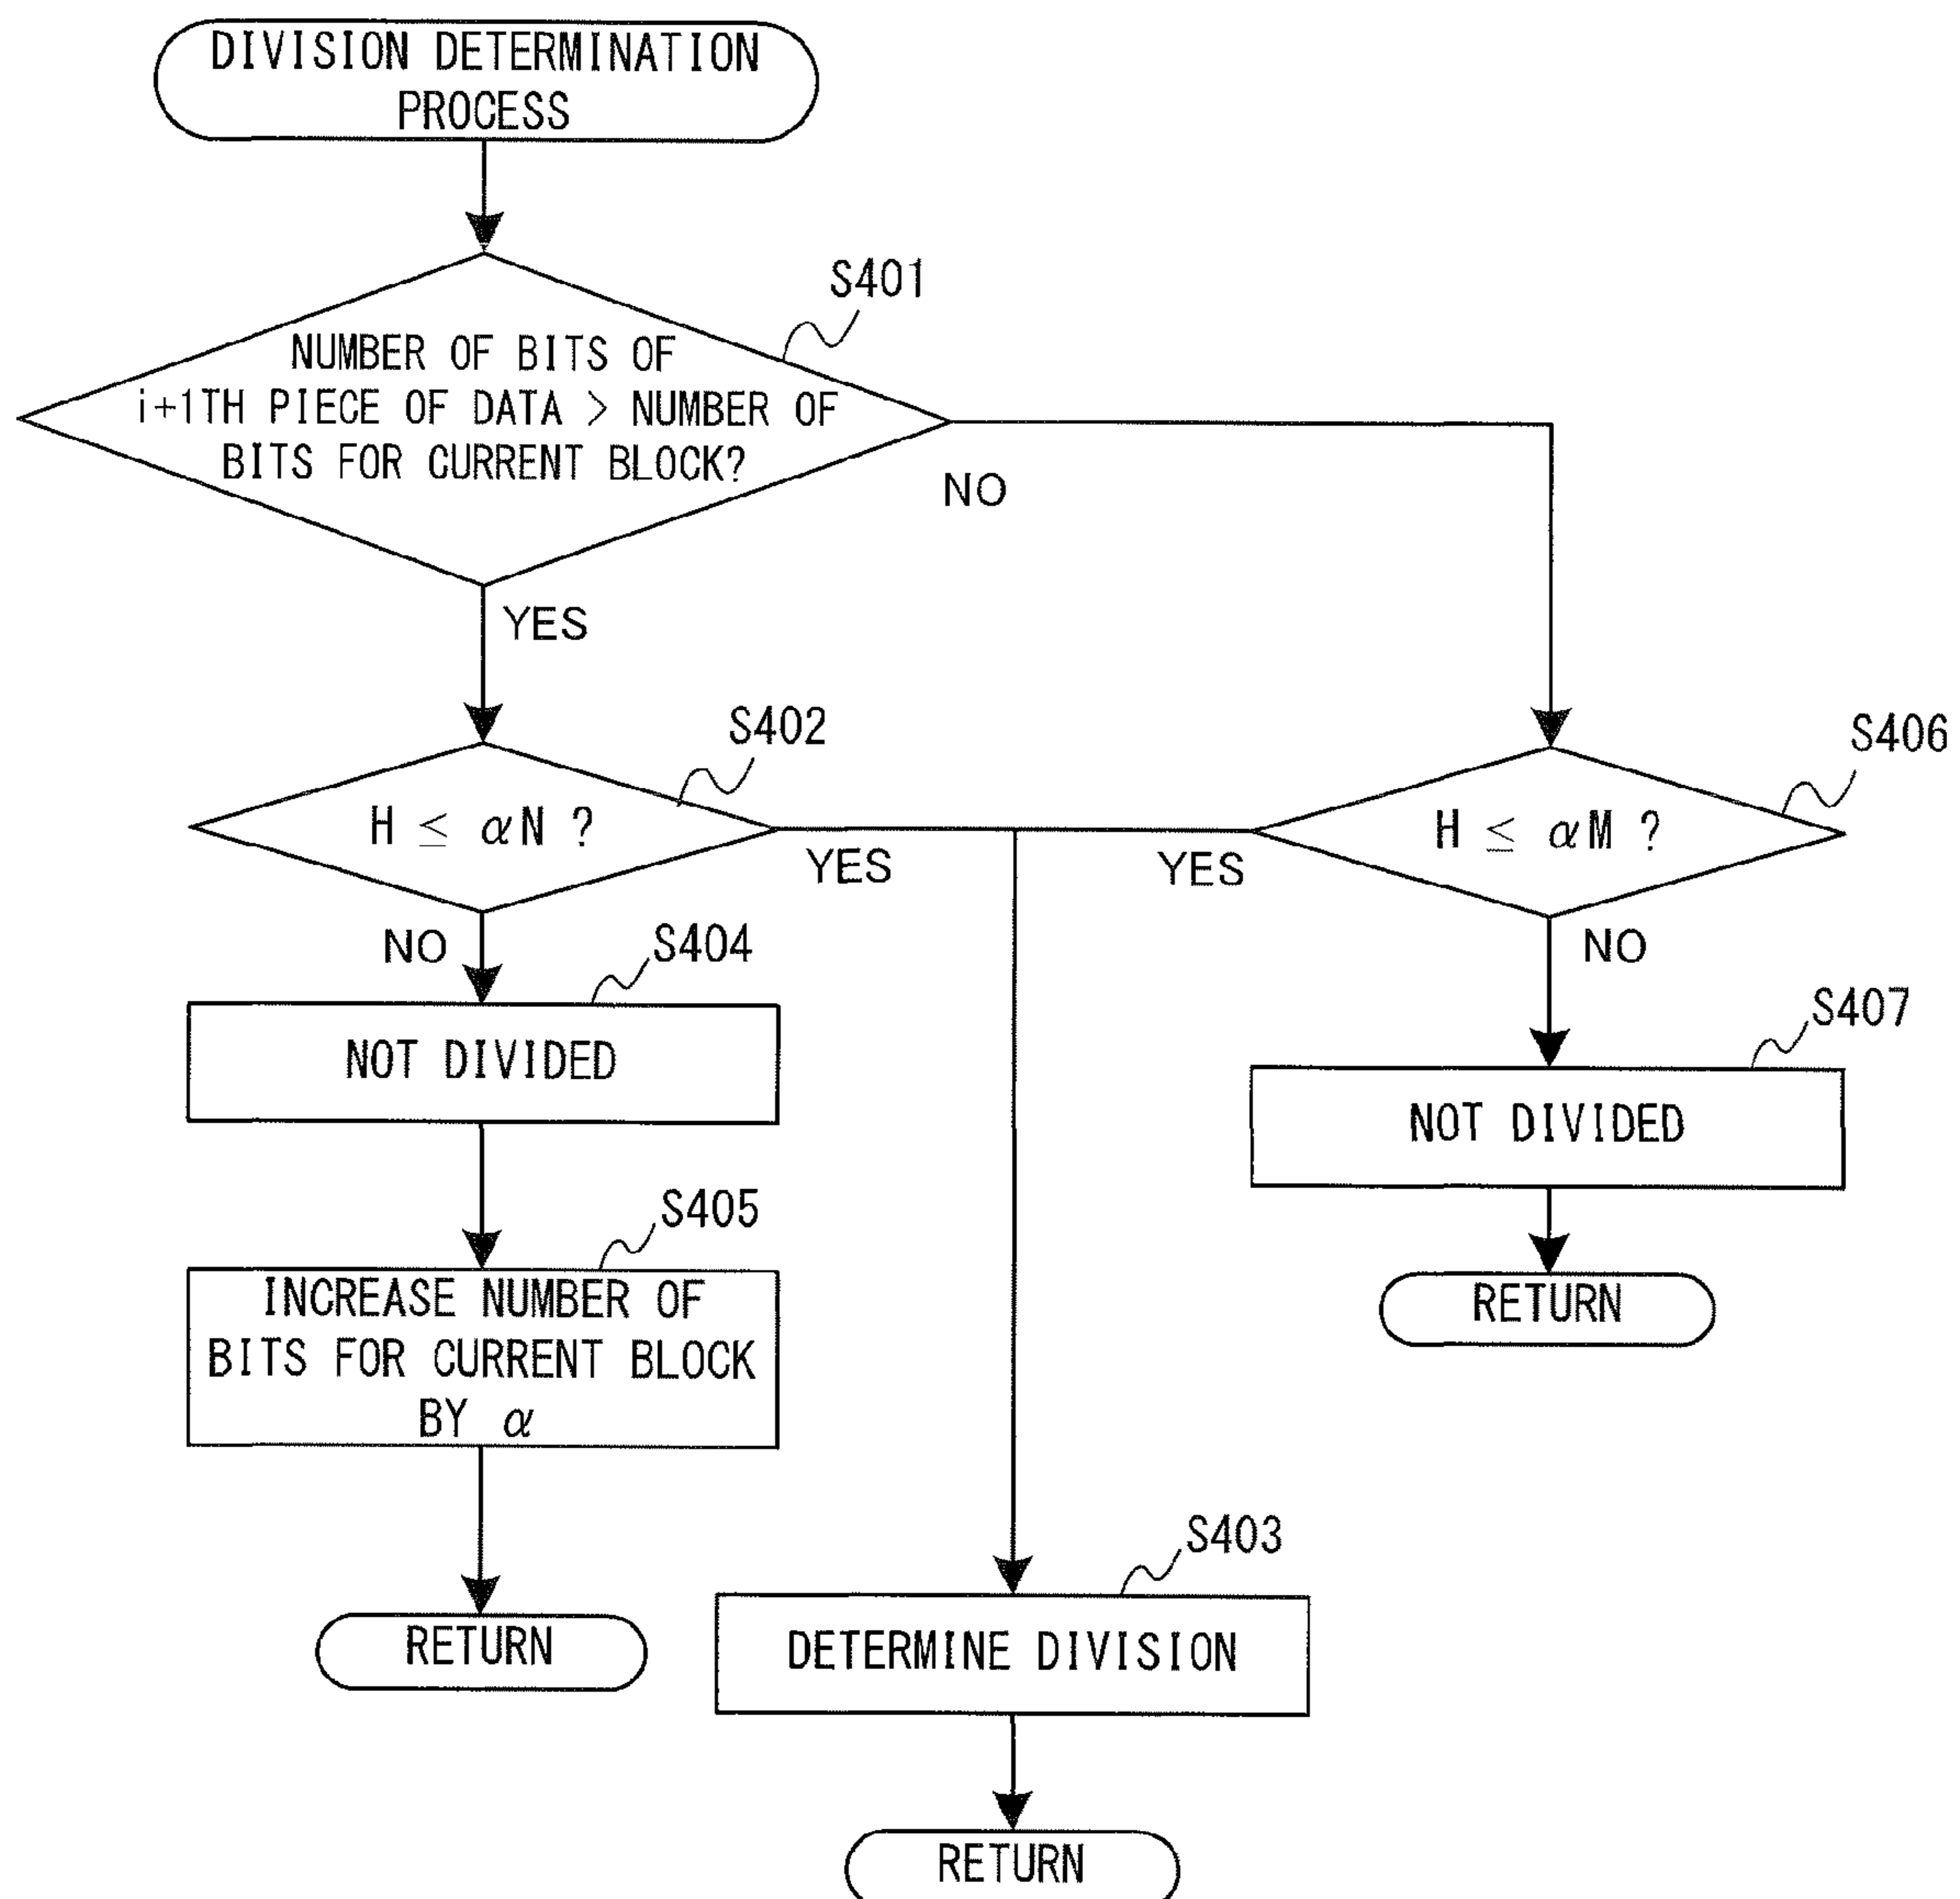 DIVISION DETERMINATION
PROCESS
S401
NUMBER OF BITS OF
i+1TH PIECE OF DATA > NUMBER OF
BITS FOR CURRENT BLOCK?
NO
YES
S402
H ≤ αN ?
YES
NO
S406
H ≤ αM ?
YES
NO
S404
NOT DIVIDED
S407
NOT DIVIDED
S405
INCREASE NUMBER OF
BITS FOR CURRENT BLOCK
BY α
RETURN
RETURN
S403
DETERMINE DIVISION
RETURN